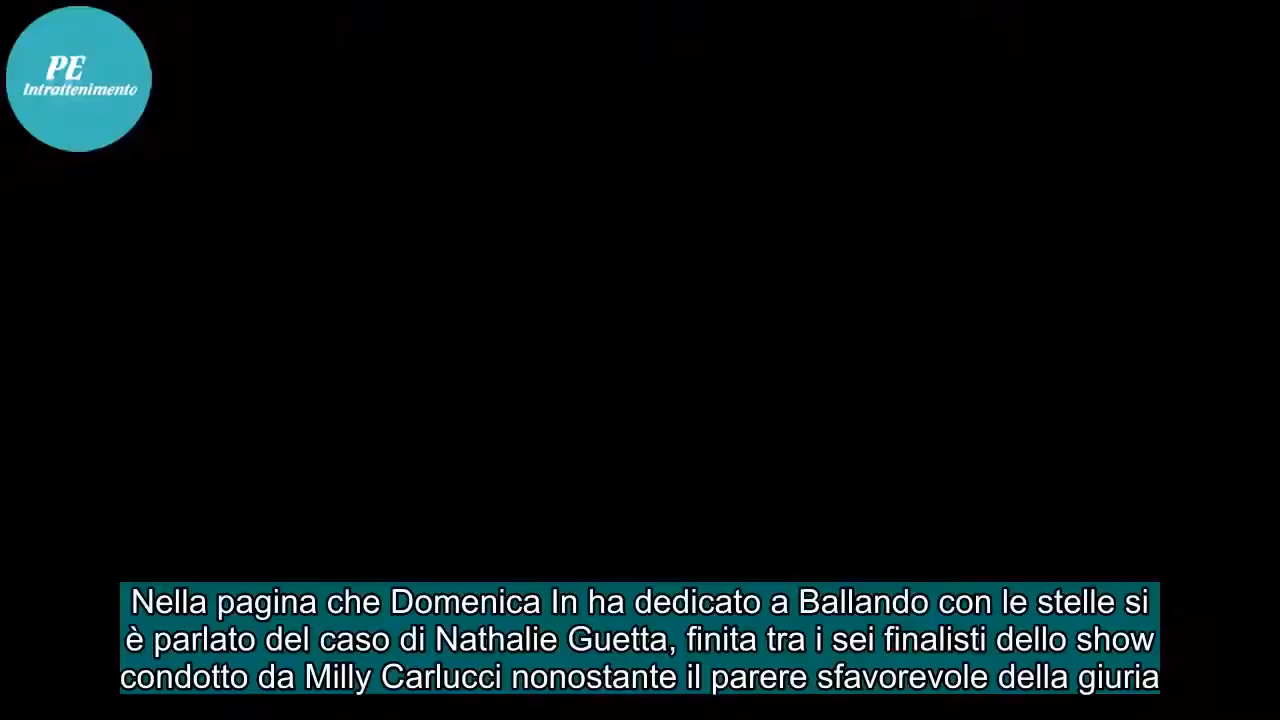 PE
Intrattenimento
Nella pagina che Domenica In ha dedicato a Ballando con le stelle si
è parlato del caso di Nathalie Guetta, finita tra i sei finalisti dello show
condotto da Milly Carlucci nonostante il parere sfavorevole della giuria